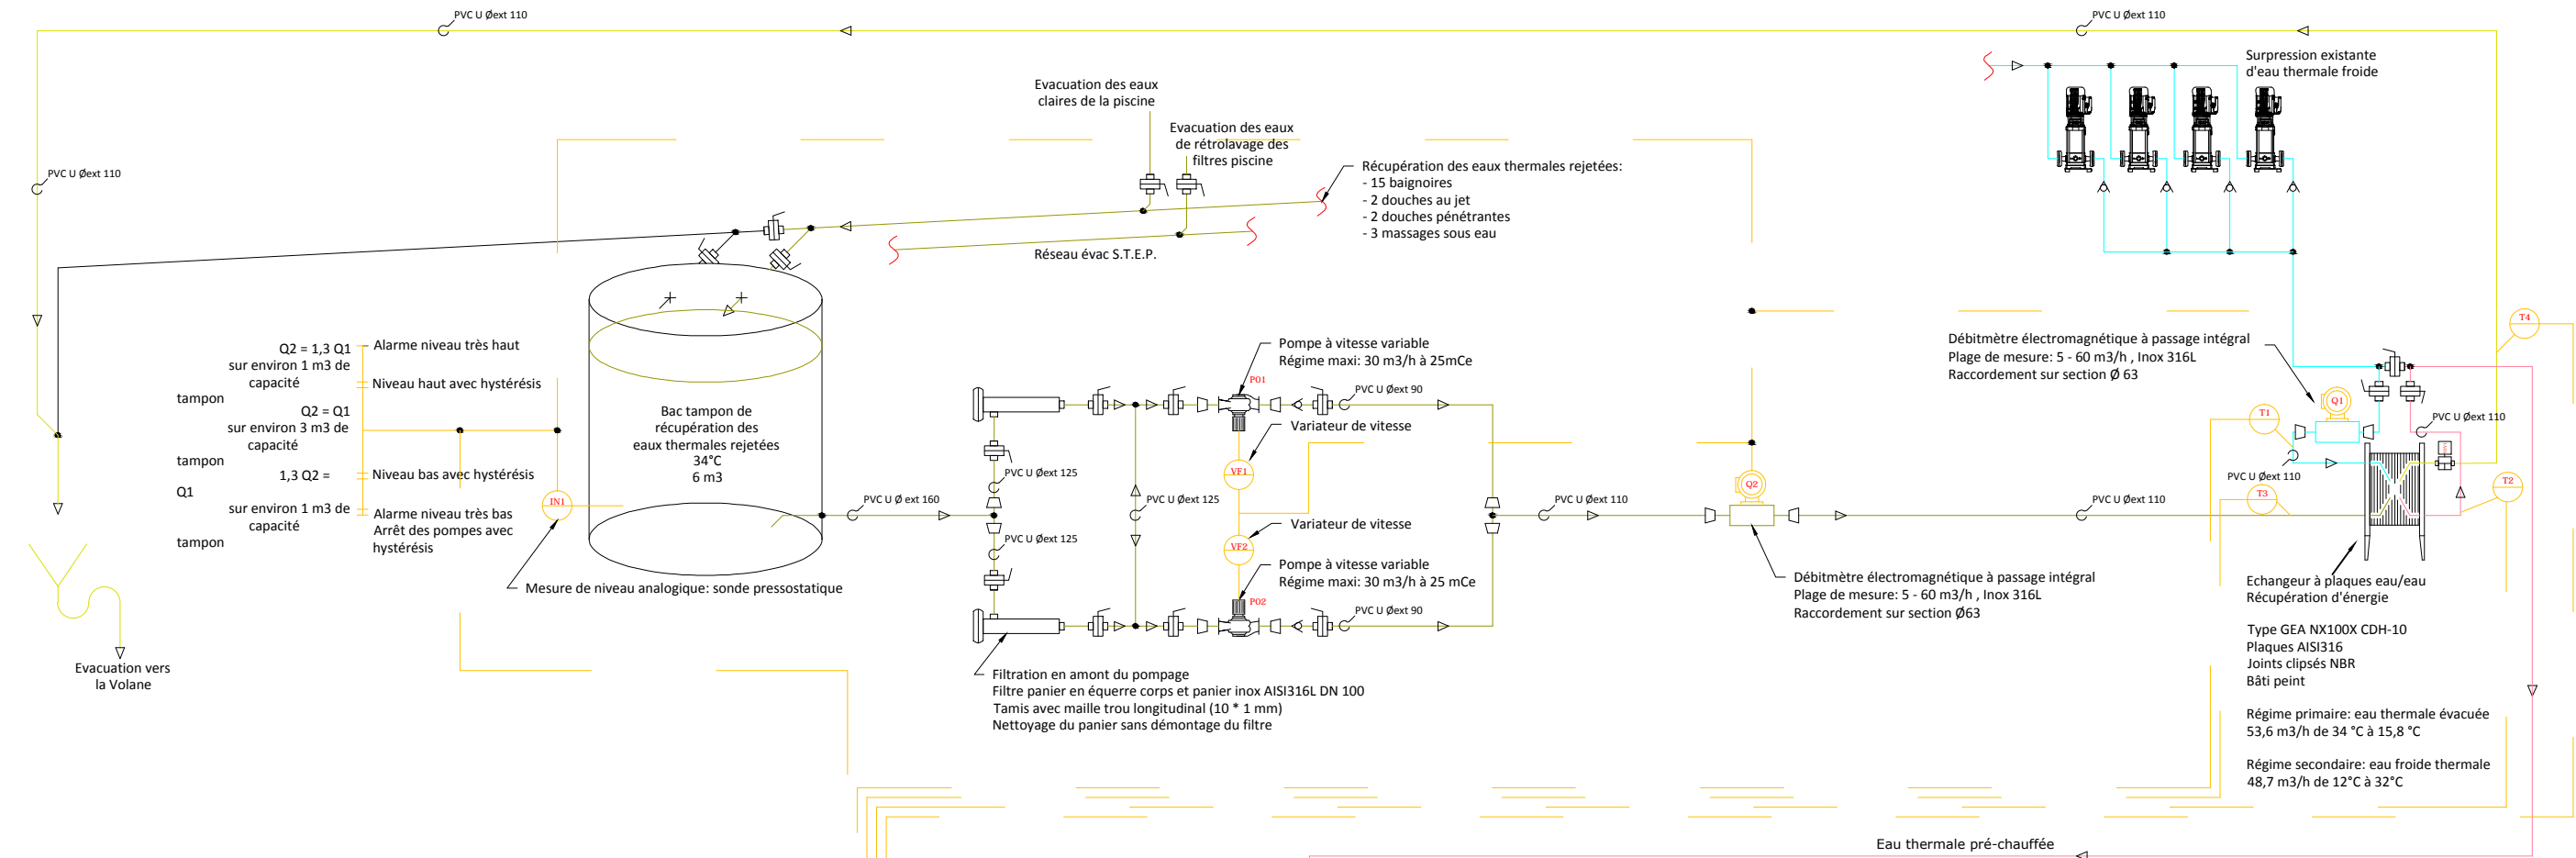 PVC U Øext 110
PVC U Øext 110
Surpression existante
d'eau thermale froide
Evacuation des eaux
claires de la piscine
Evacuation des eaux
de rétrolavage des
filtres piscine
Récupération des eaux thermales rejetées:
- 15 baignoires
- 2 douches au jet
- 2 douches pénétrantes
- 3 massages sous eau
PVC U Øext 110
Réseau évac S.T.E.P.
T4
Q2 = 1,3 Q1
sur environ 1 m3 de
capacité
tampon
Q2 = Q1
sur environ 3 m3 de
capacité
tampon
1,3 Q2 =
Q1
sur environ 1 m3 de
capacité
tampon
Alarme niveau très haut
Niveau haut avec hystérésis
Niveau bas avec hystérésis
Alarme niveau très bas
Arrêt des pompes avec
hystérésis
IN1
Mesure de niveau analogique: sonde pressostatique
Bac tampon de
récupération des
eaux thermales rejetées
34°C
6 m3
PVC U Ø ext 160
PVC U Øext 125
PVC U Øext 125
PVC U Øext 125
Pompe à vitesse variable
Régime maxi: 30 m3/h à 25mCe
PO1
PVC U Øext 90
Variateur de vitesse
VF1
Variateur de vitesse
VF2
Pompe à vitesse variable
Régime maxi: 30 m3/h à 25 mCe
PO2
PVC U Øext 90
PVC U Øext 110
Q2
Débitmètre électromagnétique à passage intégral
Plage de mesure: 5 - 60 m3/h , Inox 316L
Raccordement sur section Ø63
Débitmètre électromagnétique à passage intégral
Plage de mesure: 5 - 60 m3/h , Inox 316L
Raccordement sur section Ø 63
Q1
T1
PVC U Øext 110
PVC U Øext 110
T3
T2
PVC U Øext 110
Filtration en amont du pompage
Filtre panier en équerre corps et panier inox AISI316L DN 100
Tamis avec maille trou longitudinal (10 * 1 mm)
Nettoyage du panier sans démontage du filtre
Evacuation vers
la Volane
Echangeur à plaques eau/eau
Récupération d'énergie
Type GEA NX100X CDH-10
Plaques AISI316
Joints clipsés NBR
Bâti peint
Régime primaire: eau thermale évacuée
53,6 m3/h de 34 °C à 15,8 °C
Régime secondaire: eau froide thermale
48,7 m3/h de 12°C à 32°C
Eau thermale pré-chauffée